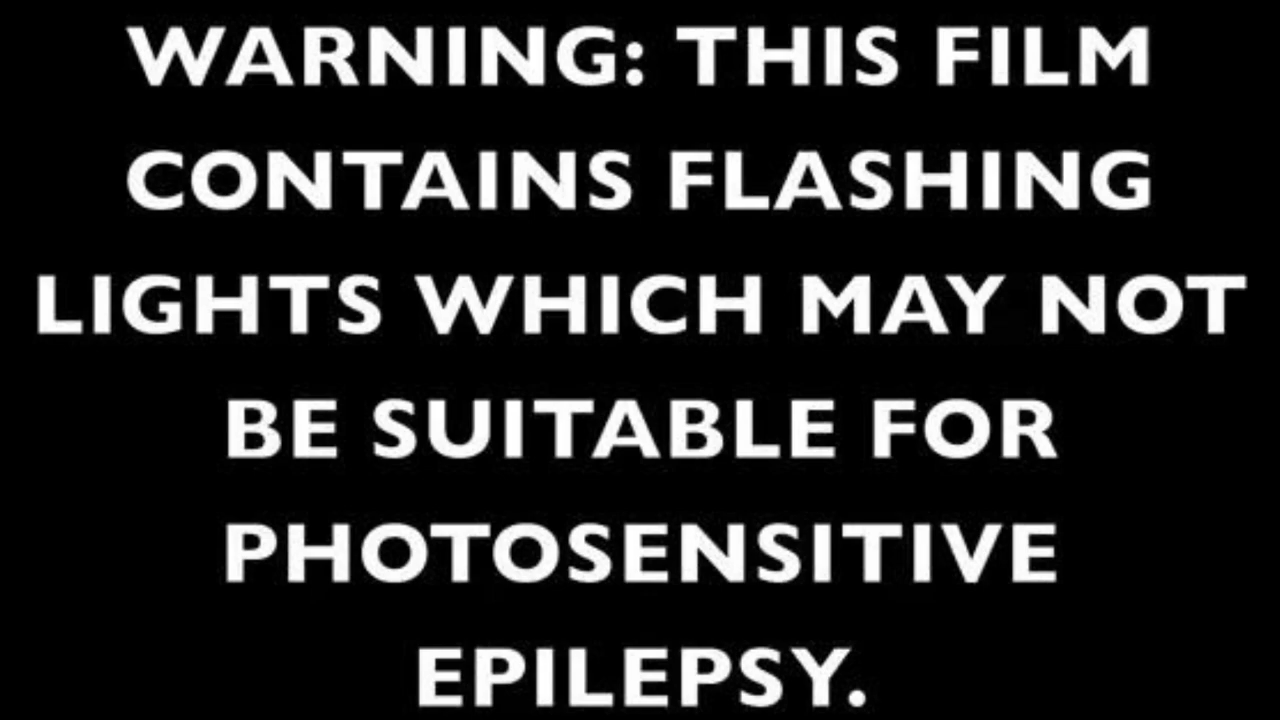 WARNING: THIS FILM
CONTAINS FLASHING
LIGHTS WHICH MAY NOT
BE SUITABLE FOR
PHOTOSENSITIVE
EPILEPSY.